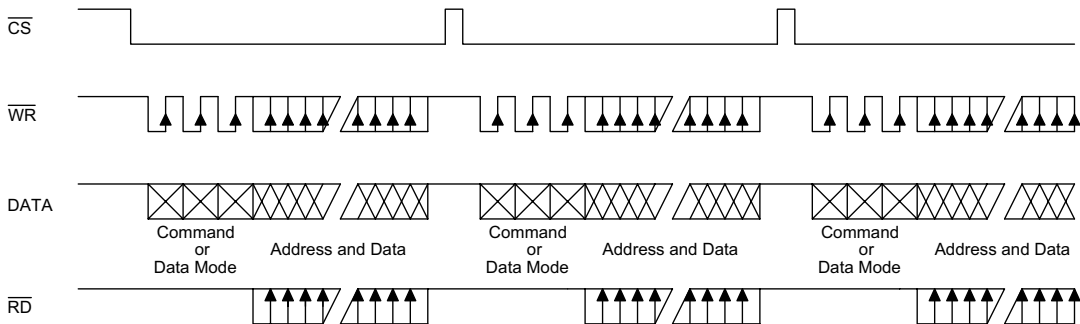 CS
WR
DATA
Command
or
Data Mode
Address and Data
Command
or
Data Mode
Address and Data
Command
or
Data Mode
Address and Data
RD